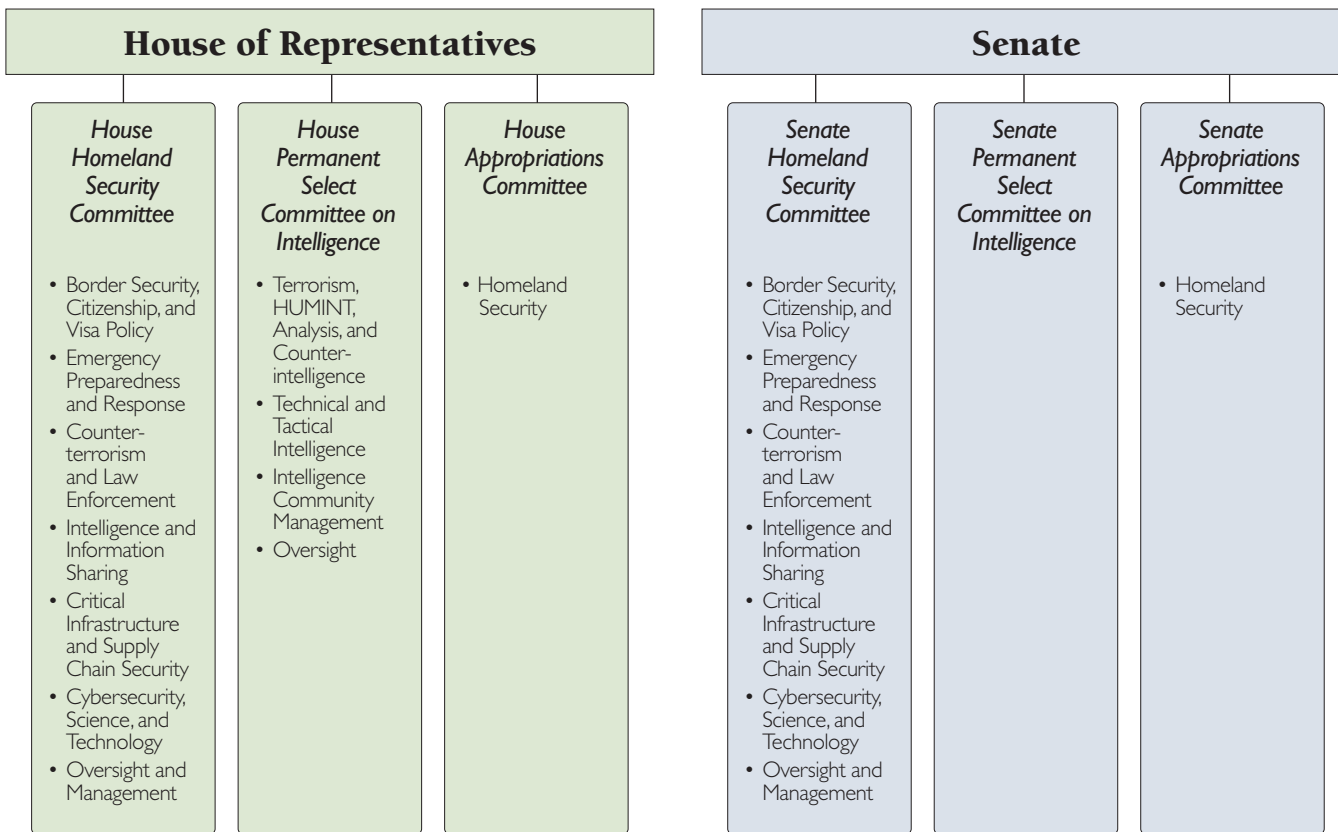 House of Representatives
House
Homeland
Security
Committee
• Border Security,
Citizenship, and
Visa Policy
• Emergency
Preparedness
and Response
• Counter-
terrorism
and Law
Enforcement
• Intelligence and
Information
Sharing
• Critical
Infrastructure
and Supply
Chain Security
• Cybersecurity,
Science, and
Technology
• Oversight and
Management
House
Permanent
Select
Committee on
Intelligence
• Terrorism,
HUMINT,
Analysis, and
Counter-
intelligence
• Technical and
Tactical
Intelligence
• Intelligence
Community
Management
• Oversight
House
Appropriations
Committee
• Homeland
Security
Senate
Senate
Homeland
Security
Committee
• Border Security,
Citizenship, and
Visa Policy
• Emergency
Preparedness
and Response
• Counter-
terrorism
and Law
Enforcement
• Intelligence and
Information
Sharing
• Critical
Infrastructure
and Supply
Chain Security
• Cybersecurity,
Science, and
Technology
• Oversight and
Management
Senate
Permanent
Select
Committee on
Intelligence
Senate
Appropriations
Committee
• Homeland
Security